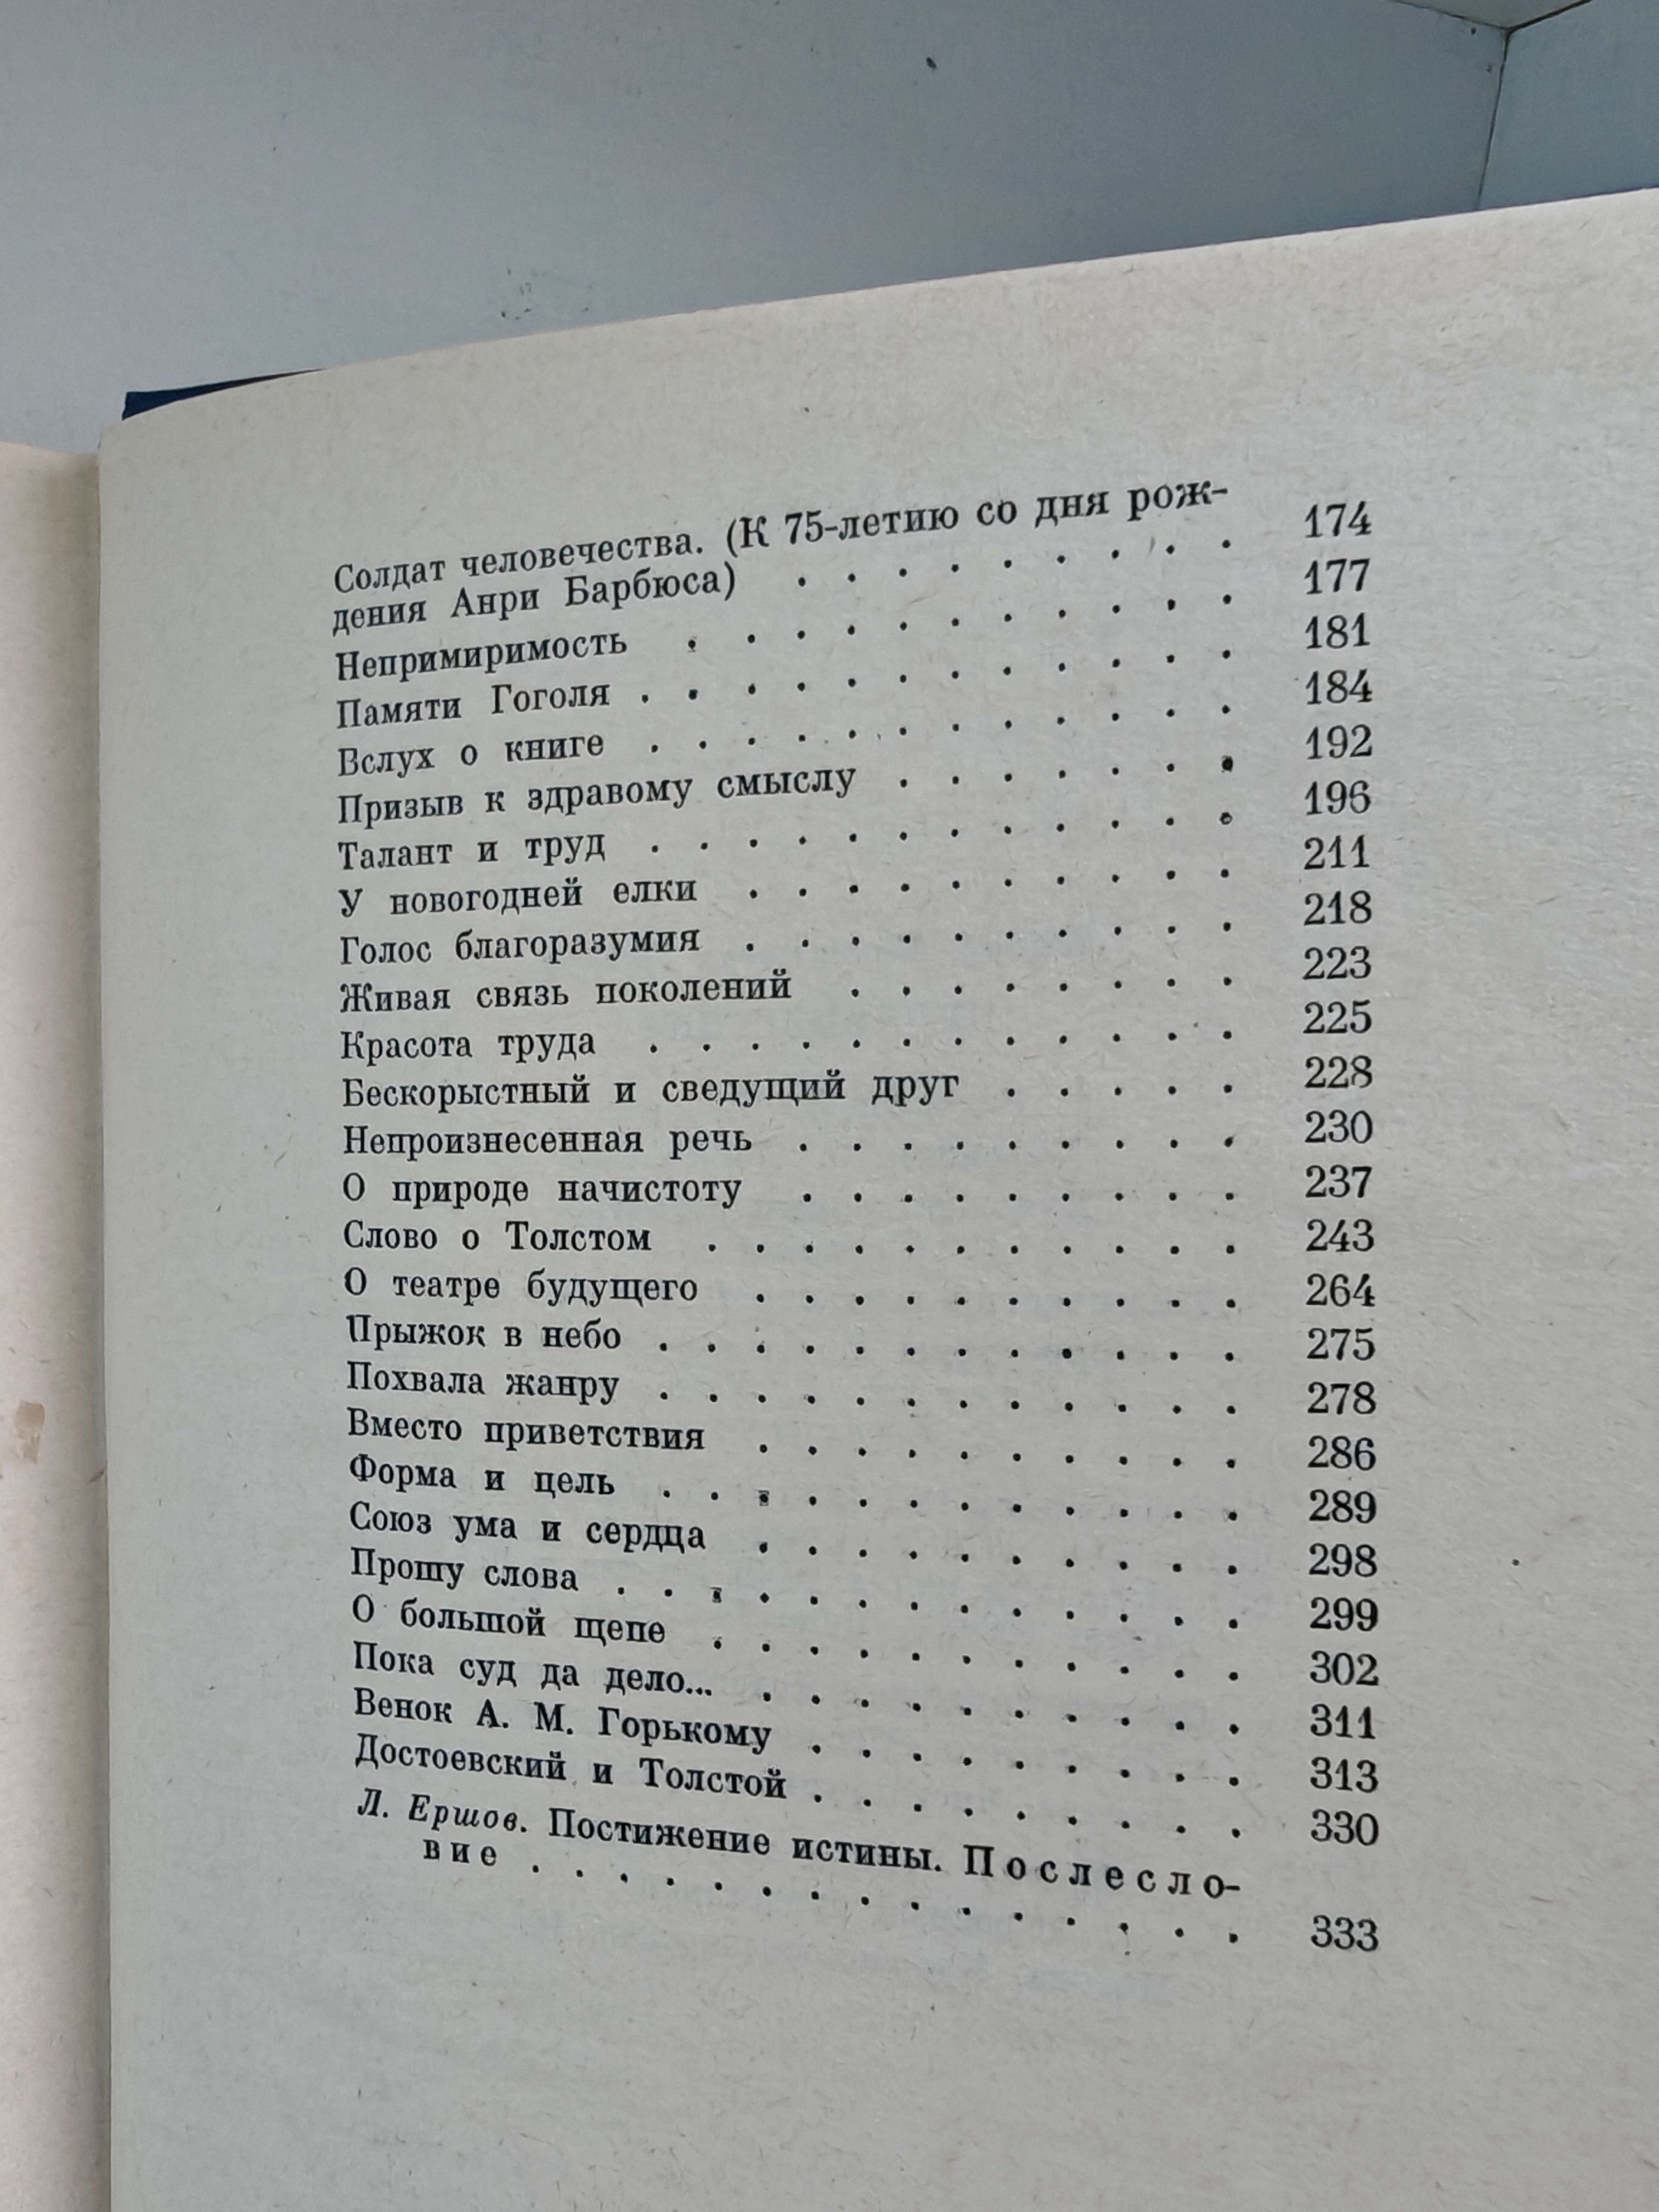 Солдат человечества. (К 75-летию со дня рож-
дения Анри Барбюса) . . . . . . . . . 174
Непримиримость . . . . . . . . . . . 177
Памяти Гоголя . . . . . . . . . . . . 181
Вслух о книге . . . . . . . . . . . . 184
Призыв к здравому смыслу . . . . . . . 192
Талант и труд . . . . . . . . . . . . 196
У новогодней елки . . . . . . . . . . 211
Голос благоразумия . . . . . . . . . . 218
Живая связь поколений . . . . . . . . 223
Красота труда . . . . . . . . . . . . 225
Бескорыстный и сведущий друг . . . . . 228
Непроизнесенная речь . . . . . . . . . 230
О природе начистоту . . . . . . . . . 237
Слово о Толстом . . . . . . . . . . . 243
О театре будущего . . . . . . . . . . 264
Прыжок в небо . . . . . . . . . . . . 275
Похвала жанру . . . . . . . . . . . . 278
Вместо приветствия . . . . . . . . . . 286
Форма и цель . . . . . . . . . . . . 289
Союз ума и сердца . . . . . . . . . . 298
Прошу слова . . . . . . . . . . . . . 299
О большой щепе . . . . . . . . . . . 302
Пока суд да дело... . . . . . . . . . . 311
Венок А. М. Горькому . . . . . . . . . 313
Достоевский и Толстой . . . . . . . . . 330
Л. Ершов. Постижение истины. Послесло-
вие . . . . . . . . . . . . . . . 333